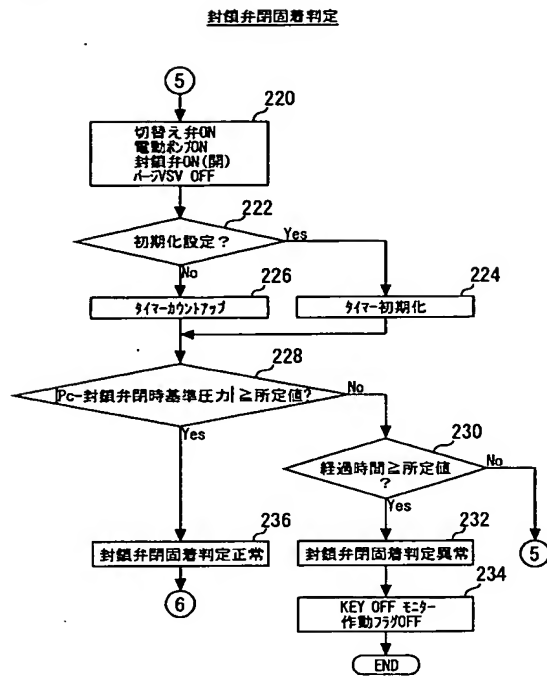 封鎖弁閉固着判定
5
220
切替え弁ON
電動ポンプON
封鎖弁ON(開)
パージVSV OFF
222
初期化設定?
Yes
No
226
224
タイマーカウントアップ
タイマー初期化
228
|Pc-封鎖弁閉時基準圧力|≧所定値?
No
Yes
230
経過時間≧所定値
?
No
Yes
236
232
封鎖弁閉固着判定正常
封鎖弁閉固着判定異常
5
234
6
KEY OFF モニター
作動フラグOFF
END